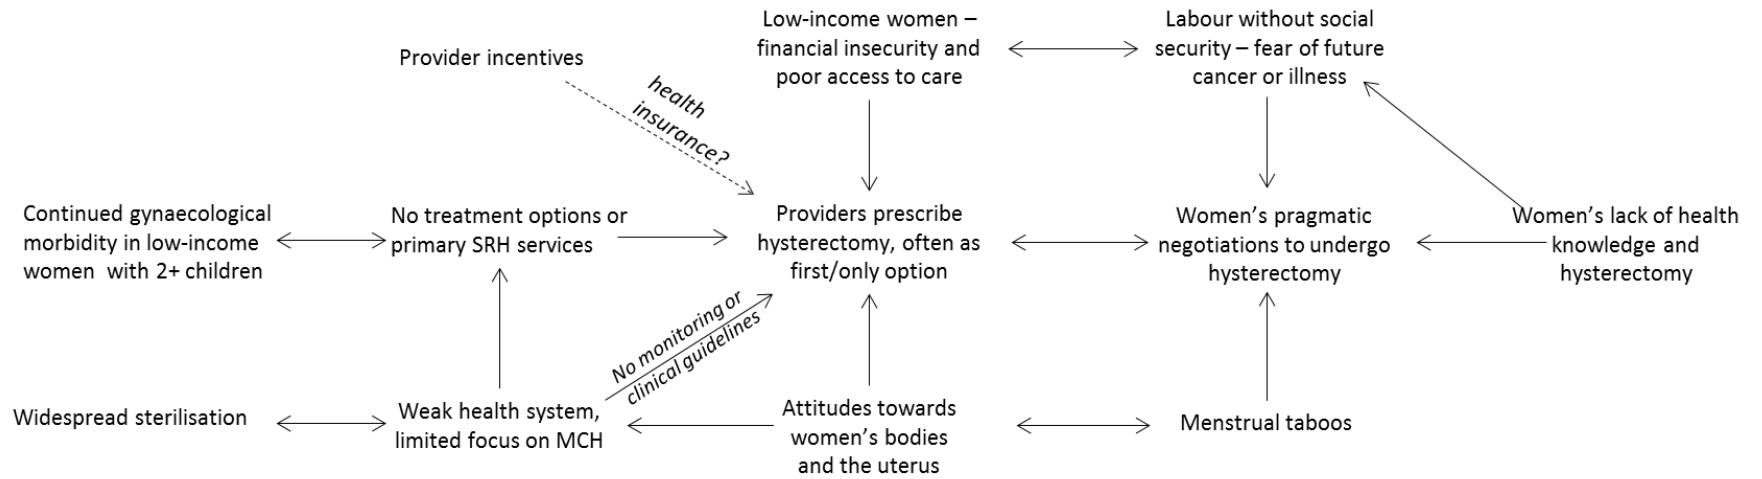 Provider incentives
health
insurance?
Low-income women –
financial insecurity and
poor access to care
Labour without social
security – fear of future
cancer or illness
Continued gynaecological
morbidity in low-income
women with 2+ children
No treatment options or
primary SRH services
Providers prescribe
hysterectomy, often as
first/only option
Women’s pragmatic
negotiations to undergo
hysterectomy
Women’s lack of health
knowledge and
hysterectomy
No monitoring or
clinical guidelines
Widespread sterilisation
Weak health system,
limited focus on MCH
Attitudes towards
women’s bodies
and the uterus
Menstrual taboos